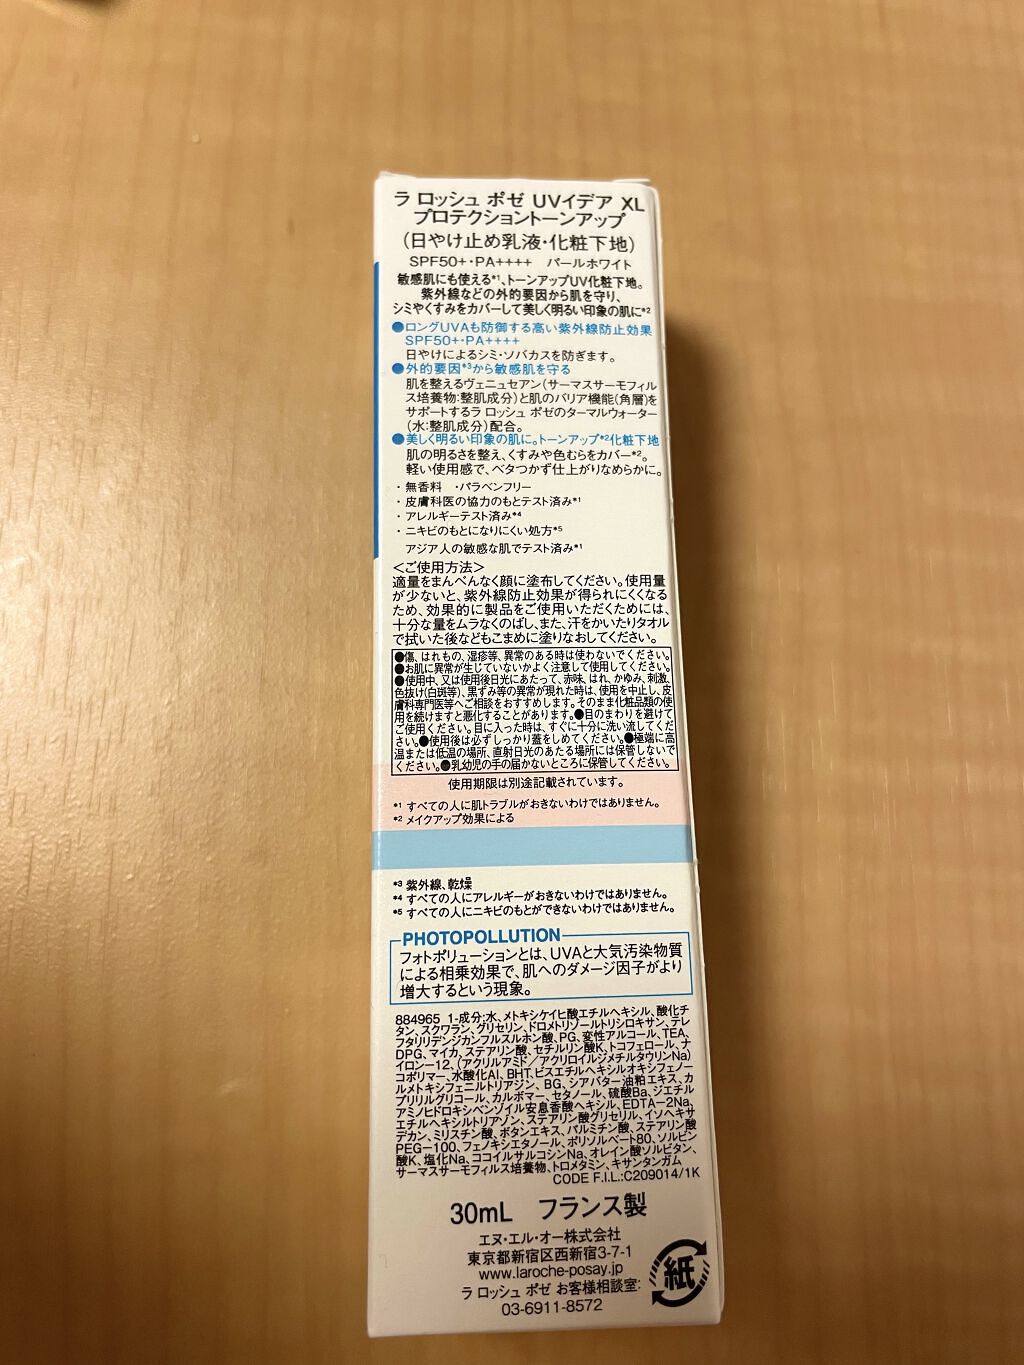 ラ ロッシュ ポゼ UVイデア XL
プロテクショントーンアップ
(日やけ止め乳液・化粧下地)
SPF50+・PA++++ パールホワイト
敏感肌にも使える*1、トーンアップUV化粧下地。
紫外線などの外的要因から肌を守り、
シミやくすみをカバーして美しく明るい印象の肌に*2
●ロングUVAも防御する高い紫外線防止効果
SPF50+・PA++++
日やけによるシミ・ソバカスを防ぎます。
●外的要因*3から敏感肌を守る
肌を整えるヴェニュセアン(サーマスサーモフィル
ス培養物:整肌成分)と肌のバリア機能(角層)を
サポートするラ ロッシュ ポゼのターマルウォーター
(水:整肌成分)配合。
●美しく明るい印象の肌に。トーンアップ*2化粧下地
肌の明るさを整え、くすみや色むらをカバー*2。
軽い使用感で、ベタつかず仕上がりなめらかに。
・無香料 ・パラベンフリー
・皮膚科医の協力のもとテスト済み*1
・アレルギーテスト済み*4
・ニキビのもとになりにくい処方*5
アジア人の敏感な肌でテスト済み*1
<ご使用方法>
適量をまんべんなく顔に塗布してください。使用量
が少ないと、紫外線防止効果が得られにくくなる
ため、効果的に製品をご使用いただくためには、
十分な量をムラなくのばし、また、汗をかいたりタオル
で拭いた後などもこまめに塗りなおしてください。
●傷、はれもの、湿疹等、異常のある時は使わないでください。
●お肌に異常が生じていないかよく注意して使用してください。
●使用中、又は使用後日光にあたって、赤味、はれ、かゆみ、刺激、
色抜け(白斑等)、黒ずみ等の異常が現れた時は、使用を中止し、皮
膚科専門医等へご相談をおすすめします。そのまま化粧品類の使
用を続けますと悪化することがあります。●目のまわりを避けて
ご使用ください。目に入った時は、すぐに十分に洗い流してくだ
さい。●使用後は必ずしっかり蓋をしめてください。●極端に高
温または低温の場所、直射日光のあたる場所には保管しないで
ください。●乳幼児の手の届かないところに保管してください。
使用期限は別途記載されています。
*1 すべての人に肌トラブルがおきないわけではありません。
*2 メイクアップ効果による
*3 紫外線、乾燥
*4 すべての人にアレルギーがおきないわけではありません。
*5 すべての人にニキビのもとができないわけではありません。
PHOTOPOLLUTION
フォトポリューションとは、UVAと大気汚染物質
による相乗効果で、肌へのダメージ因子がより
増大するという現象。
884965 1-成分:水、メトキシケイヒ酸エチルヘキシル、酸化チ
タン、スクワラン、グリセリン、ドロメトリゾールトリシロキサン、テレ
フタリリデンジカンフルスルホン酸、PG、変性アルコール、TEA、
DPG、マイカ、ステアリン酸、セチルリン酸K、トコフェロール、ナ
イロン-12、(アクリルアミド/アクリロイルジメチルタウリンNa)
コポリマー、水酸化Al、BHT、ビスエチルヘキシルオキシフェノー
ルメトキシフェニルトリアジン、BG、シアバター油粕エキス、カ
プリリルグリコール、カルボマー、セタノール、硫酸Ba、ジエチル
アミノヒドロキシベンゾイル安息香酸ヘキシル、EDTA-2Na、
エチルヘキシルトリアゾン、ステアリン酸グリセリル、イソヘキサ
デカン、ミリスチン酸、ボタンエキス、パルミチン酸、ステアリン酸
PEG-100、フェノキシエタノール、ポリソルベート80、ソルビン
酸K、塩化Na、ココイルサルコシンNa、オレイン酸ソルビタン、
サーマスサーモフィルス培養物、トロメタミン、キサンタンガム
CODE F.I.L.:C209014/1K
30mL フランス製
エヌ・エル・オー株式会社
東京都新宿区西新宿3-7-1
www.laroche-posay.jp
ラ ロッシュ ポゼ お客様相談室:
03-6911-8572
紙